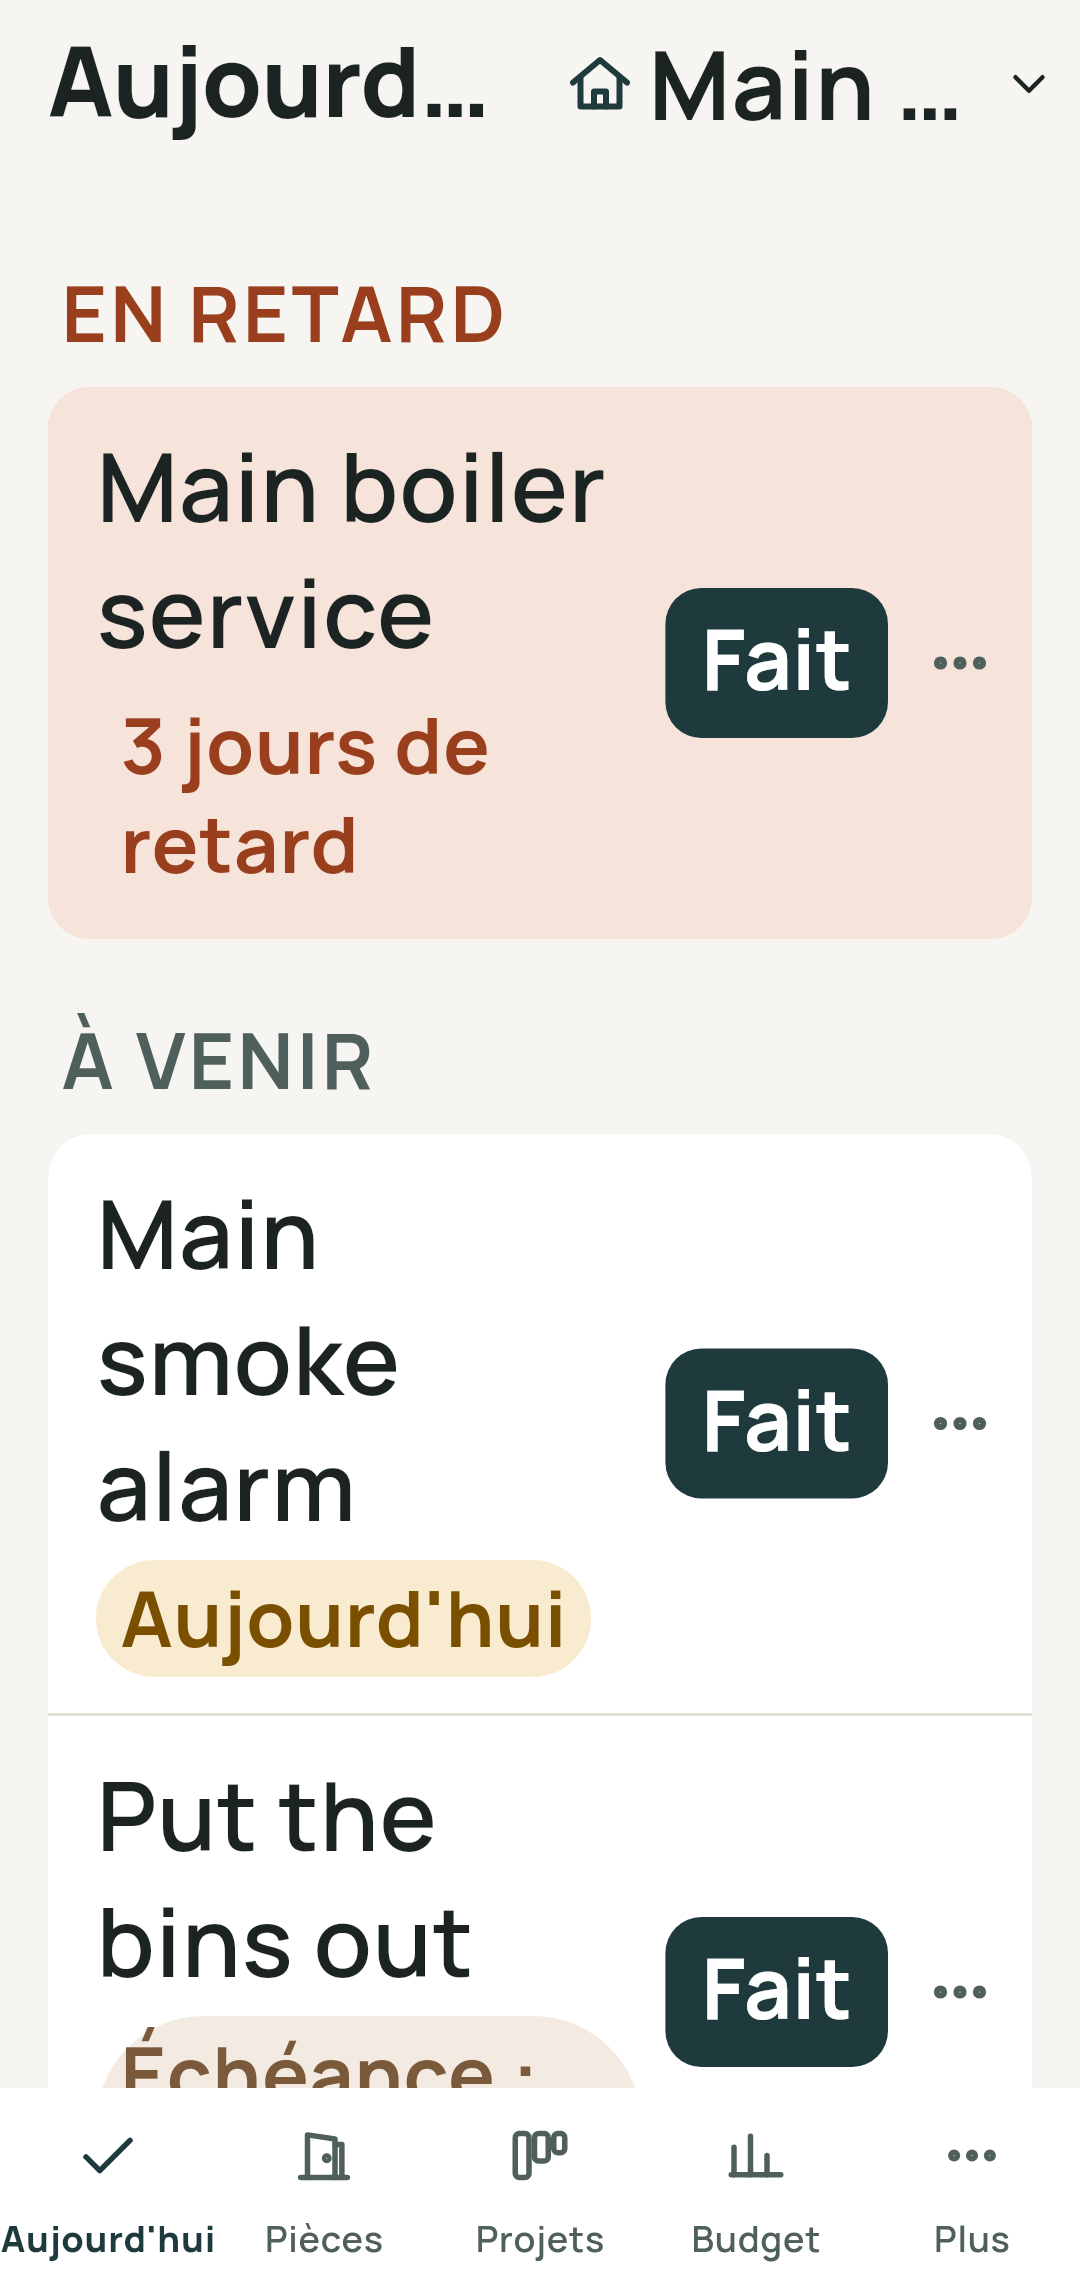 Aujourd...
Main ...
EN RETARD
Main boiler
service
3 jours de
retard
Fait
À VENIR
Main
smoke
alarm
Aujourd'hui
Fait
Put the
bins out
Échéance :
Fait
Aujourd'hui
Pièces
Projets
Budget
Plus